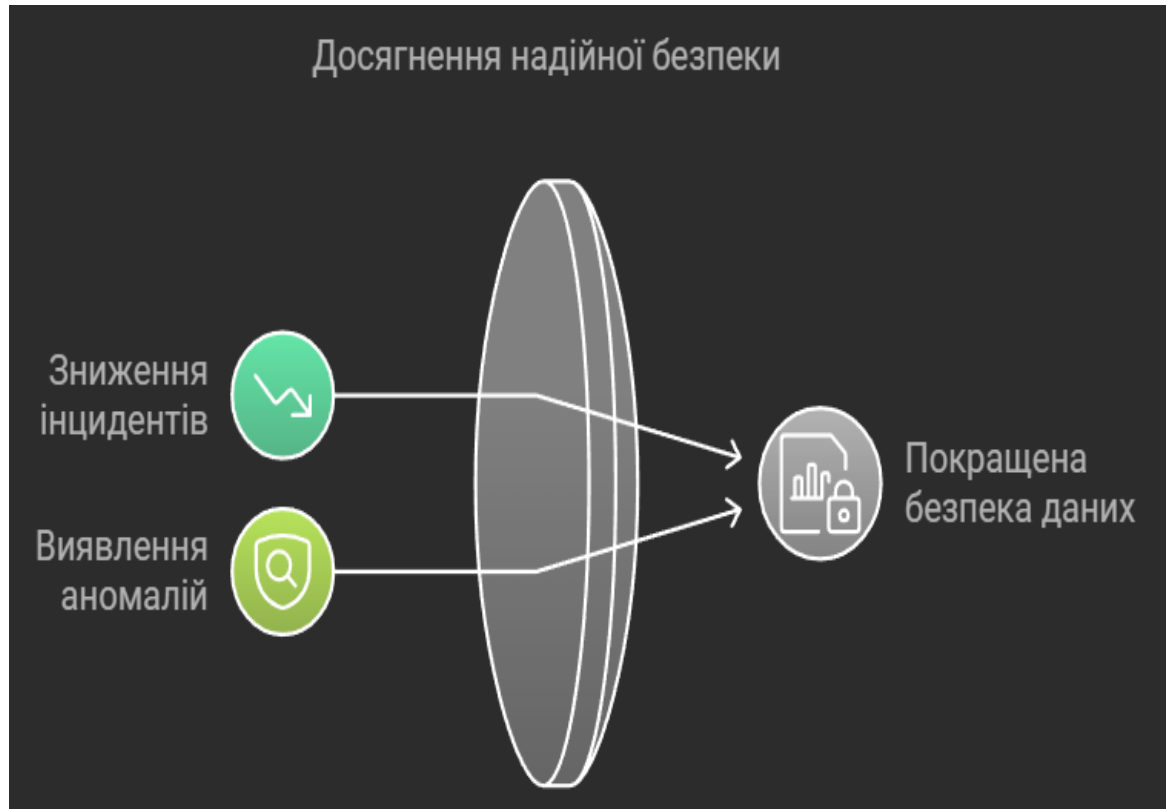 Досягнення надійної безпеки
Зниження
інцидентів
Виявлення
аномалій
Покращена
безпека даних